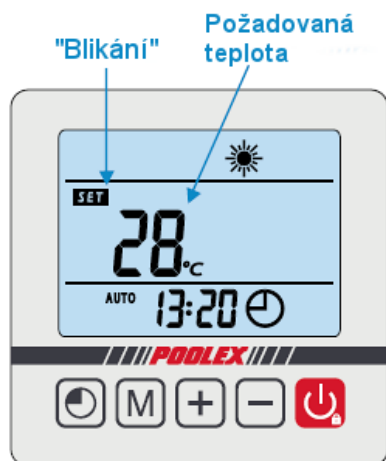 Požadovaná
"Blikání" teplota
SET
28°C
AUTO 13:20
POOLEX
M + −